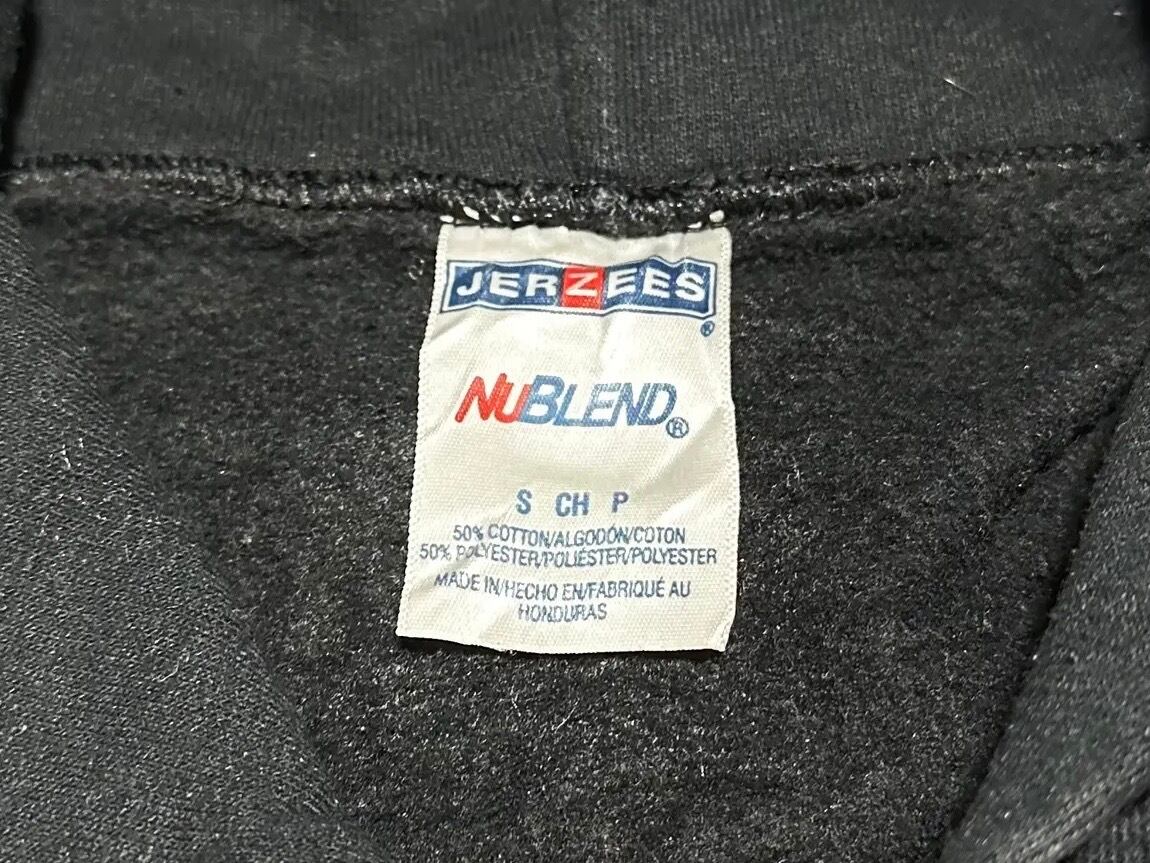 JERZEES®
NUBLEND®
S CH P
50% COTTON/ALGODÓN/COTON
50% POLYESTER/POLIÉSTER/POLYESTER
MADE IN/HECHO EN/FABRIQUÉ AU
HONDURAS